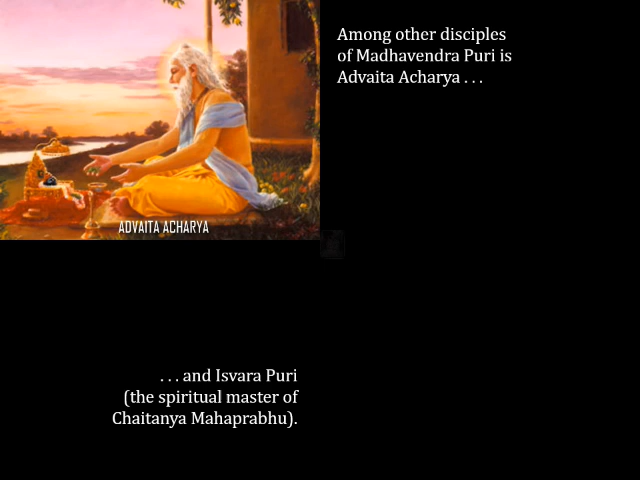 Among other disciples
of Madhavendra Puri is
Advaita Acharya . . .
ADVAITA ACHARYA
. . . and Isvara Puri
(the spiritual master of
Chaitanya Mahaprabhu).